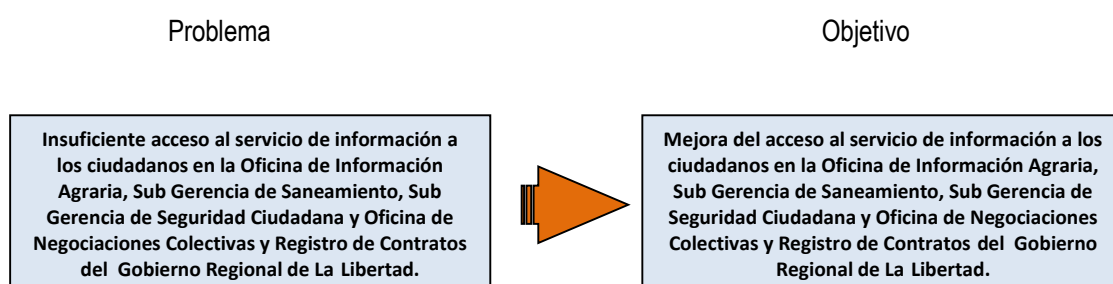 Problema
Objetivo
Insuficiente acceso al servicio de información a
los ciudadanos en la Oficina de Información
Agraria, Sub Gerencia de Saneamiento, Sub
Gerencia de Seguridad Ciudadana y Oficina de
Negociaciones Colectivas y Registro de Contratos
del Gobierno Regional de La Libertad.
Mejora del acceso al servicio de información a los
ciudadanos en la Oficina de Información Agraria,
Sub Gerencia de Saneamiento, Sub Gerencia de
Seguridad Ciudadana y Oficina de Negociaciones
Colectivas y Registro de Contratos del Gobierno
Regional de La Libertad.